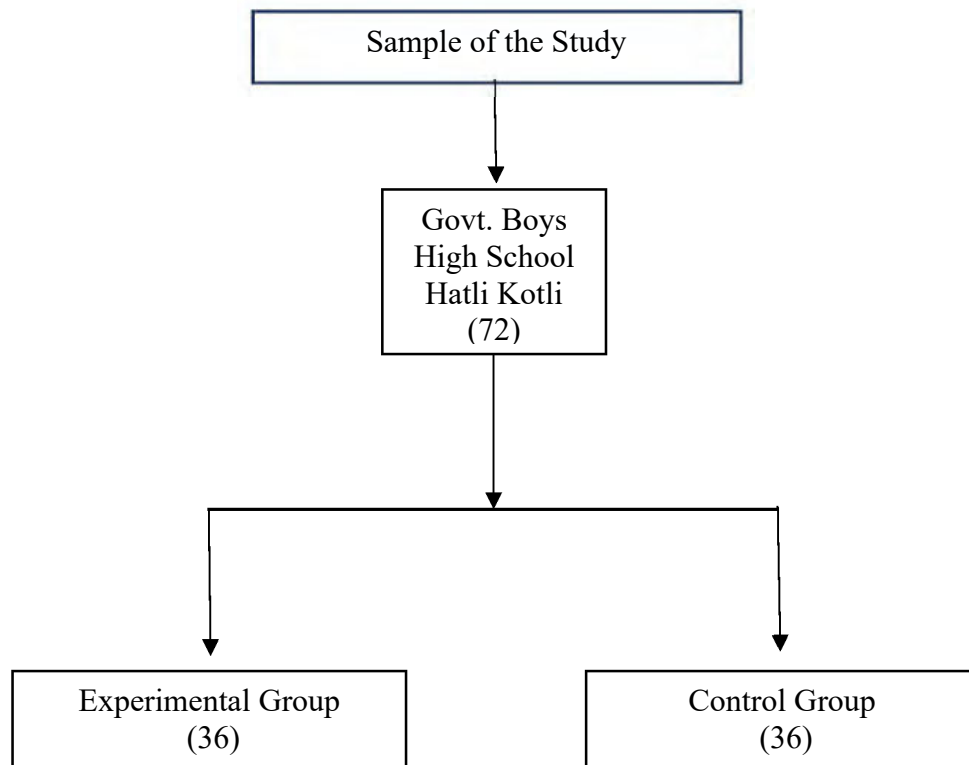 Sample of the Study
Govt. Boys
High School
Hatli Kotli
(72)
Experimental Group
(36)
Control Group
(36)